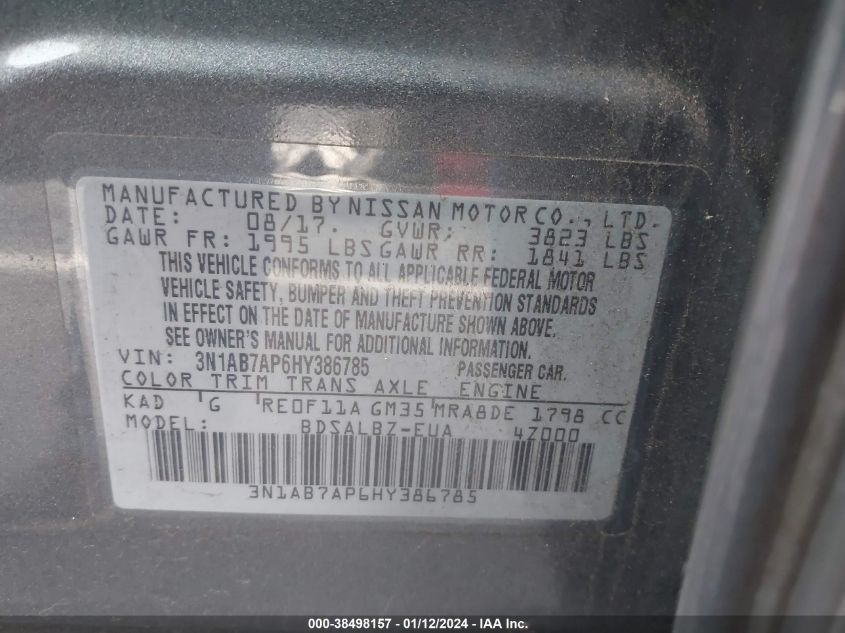 MANUFACTURED BY NISSAN MOTOR CO., LTD.
DATE: 08/17. GVWR: 3823 LBS
GAWR FR: 1995 LBS GAWR RR: 1841 LBS
THIS VEHICLE CONFORMS TO ALL APPLICABLE FEDERAL MOTOR
VEHICLE SAFETY, BUMPER AND THEFT PREVENTION STANDARDS
IN EFFECT ON THE DATE OF MANUFACTURE SHOWN ABOVE.
SEE OWNER'S MANUAL FOR ADDITIONAL INFORMATION.
VIN: 3N1AB7AP6HY386785 PASSENGER CAR.
COLOR TRIM TRANS AXLE ENGINE
KAD G RE0F11A GM35 MRA8DE 1798 CC
MODEL: BDSALBZ-EUA 4Z000
3N1AB7AP6HY386785
000-38498157 - 01/12/2024 - IAA Inc.